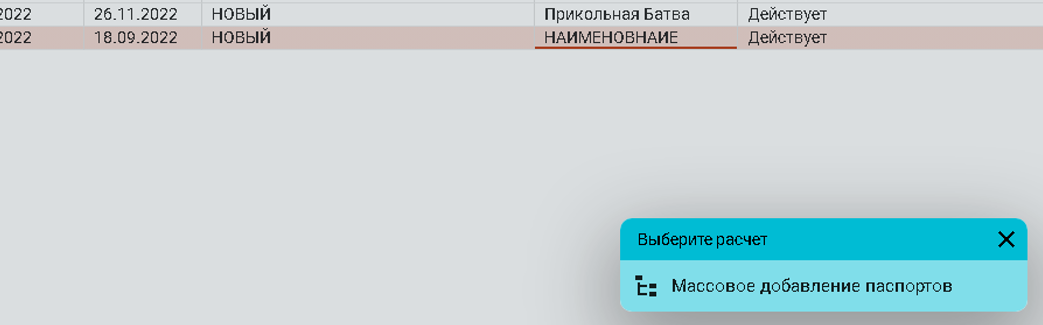 2022 26.11.2022 НОВЫЙ Прикольная Батва Действует
2022 18.09.2022 НОВЫЙ НАИМЕНОВНАИЕ Действует
Выберите расчет
Массовое добавление паспортов